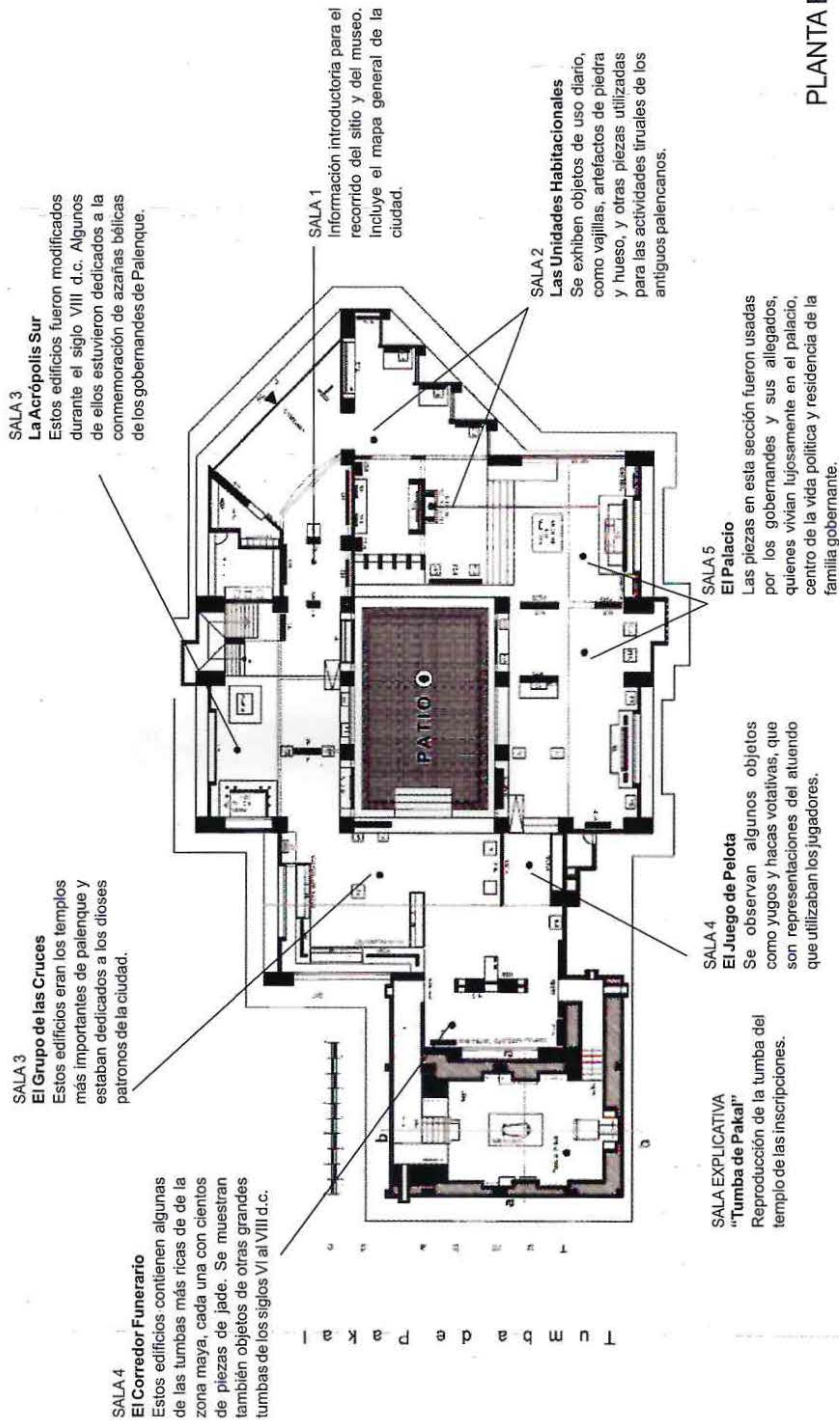 SALA 3
La Acrópolis Sur
Estos edificios fueron modificados
durante el siglo VIII d.c. Algunos
de ellos estuvieron dedicados a la
conmemoración de azañas bélicas
de los gobernandes de Palenque.
SALA 1
Información introductoria para el
recorrido del sitio y del museo.
Incluye el mapa general de la
ciudad.
SALA 2
Las Unidades Habitacionales
Se exhiben objetos de uso diario,
como vajillas, artefactos de piedra
y hueso, y otras piezas utilizadas
para las actividades tiruales de los
antiguos palencanos.
SALA 3
El Grupo de las Cruces
Estos edificios eran los templos
más importantes de palenque y
estaban dedicados a los dioses
patronos de la ciudad.
SALA 4
El Corredor Funerario
Estos edificios contienen algunas
de las tumbas más ricas de de la
zona maya, cada una con cientos
de piezas de jade. Se muestran
también objetos de otras grandes
tumbas de los siglos VI al VIII d.c.
PATIO
Tumba de Pakal
SALA EXPLICATIVA
“Tumba de Pakal”
Reproducción de la tumba del
templo de las inscripciones.
SALA 4
El Juego de Pelota
Se observan algunos objetos
como yugos y hacas votativas, que
son representaciones del atuendo
que utilizaban los jugadores.
SALA 5
El Palacio
Las piezas en esta sección fueron usadas
por los gobernandes y sus allegados,
quienes vivían lujosamente en el palacio,
centro de la vida política y residencia de la
familia gobernante.
PLANTA